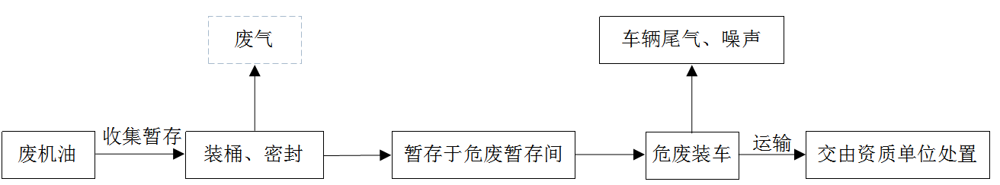 废气
车辆尾气、噪声
废机油
收集暂存
装桶、密封
暂存于危废暂存间
危废装车
运输
交由资质单位处置